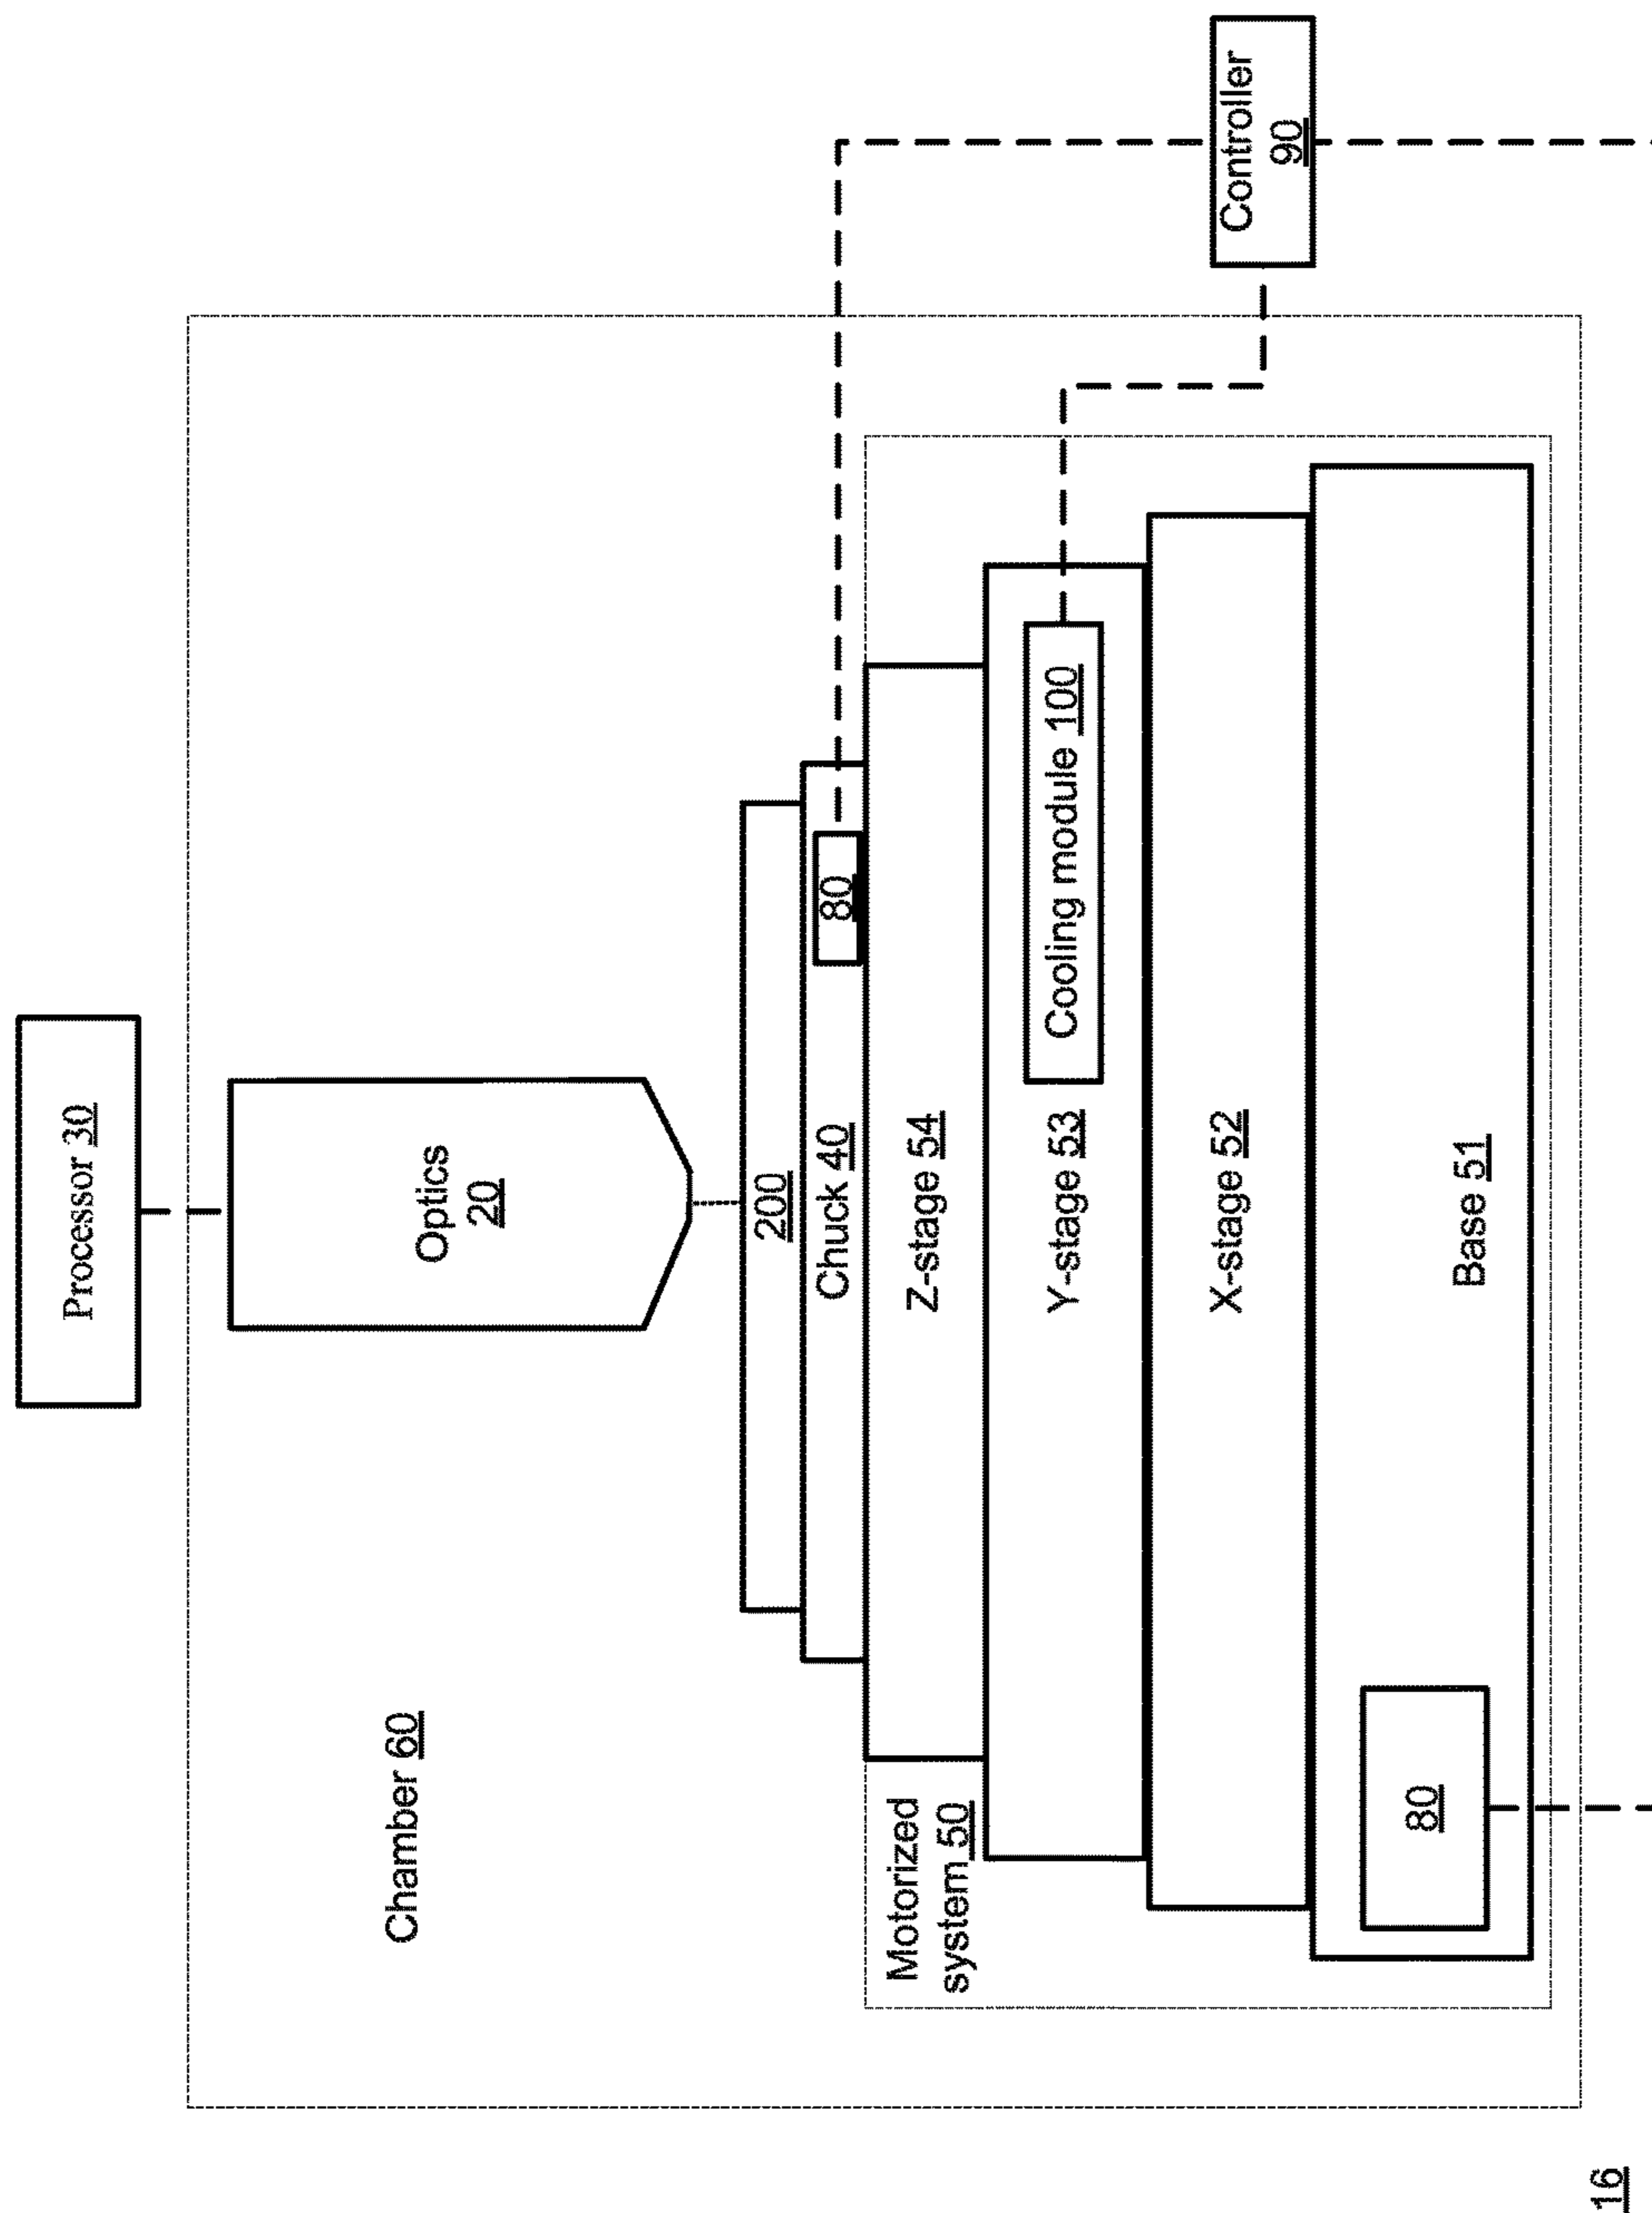 Processor 30
Optics
20
Chamber 60
200
Chuck 40
80
Motorized
system 50
Z-stage 54
Y-stage 53
Cooling module 100
X-stage 52
Controller
90
Base 51
80
16